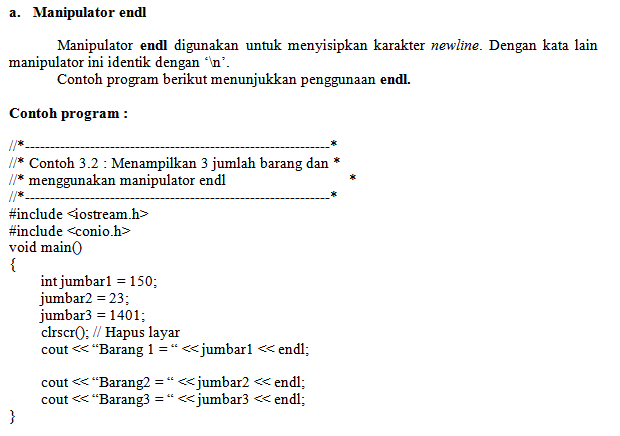 a. Manipulator endl
Manipulator endl digunakan untuk menyisipkan karakter newline. Dengan kata lain
manipulator ini identik dengan ‘\n’.
Contoh program berikut menunjukkan penggunaan endl.
Contoh program :
//*-------------------------------------------------------------*
//* Contoh 3.2 : Menampilkan 3 jumlah barang dan *
//* menggunakan manipulator endl *
//*-------------------------------------------------------------*
#include <iostream.h>
#include <conio.h>
void main()
{
int jumbar1 = 150;
jumbar2 = 23;
jumbar3 = 1401;
clrscr(); // Hapus layar
cout << “Barang 1 = “ << jumbar1 << endl;
cout << “Barang2 = “ << jumbar2 << endl;
cout << “Barang3 = “ << jumbar3 << endl;
}